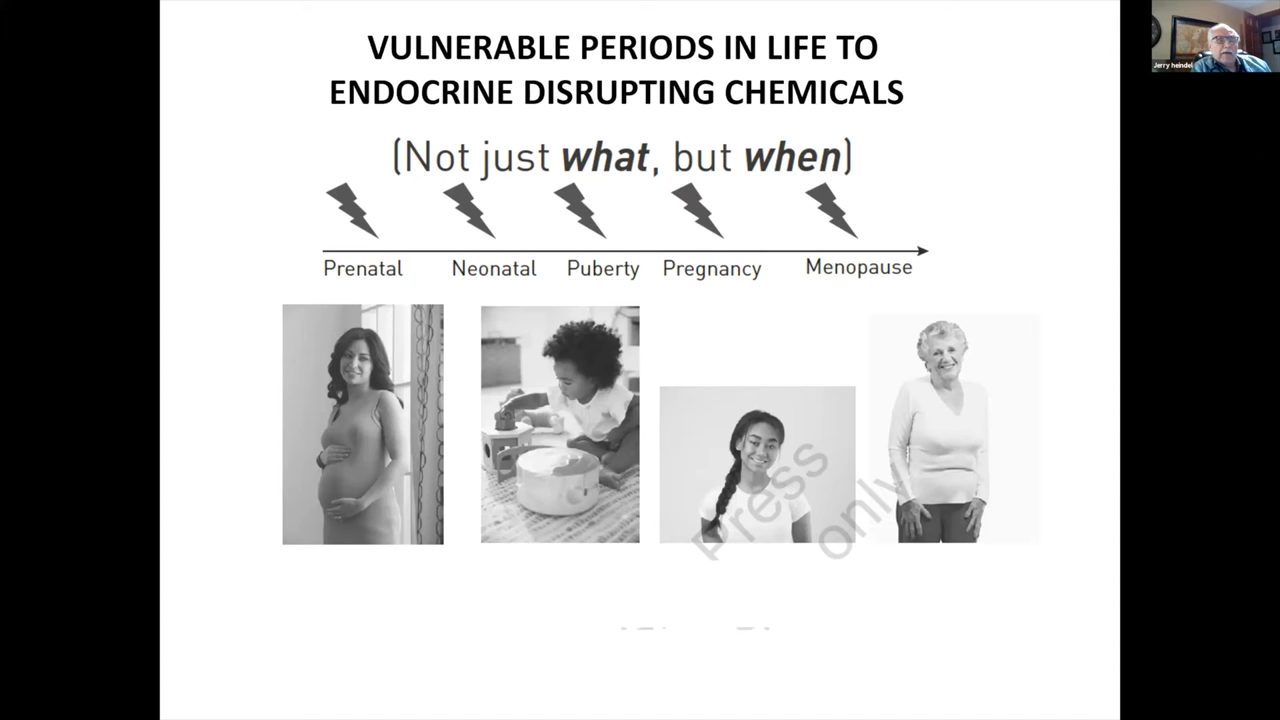 VULNERABLE PERIODS IN LIFE TO
ENDOCRINE DISRUPTING CHEMICALS
(Not just what, but when)
Prenatal Neonatal Puberty Pregnancy Menopause
Press
only
Jerry heindel